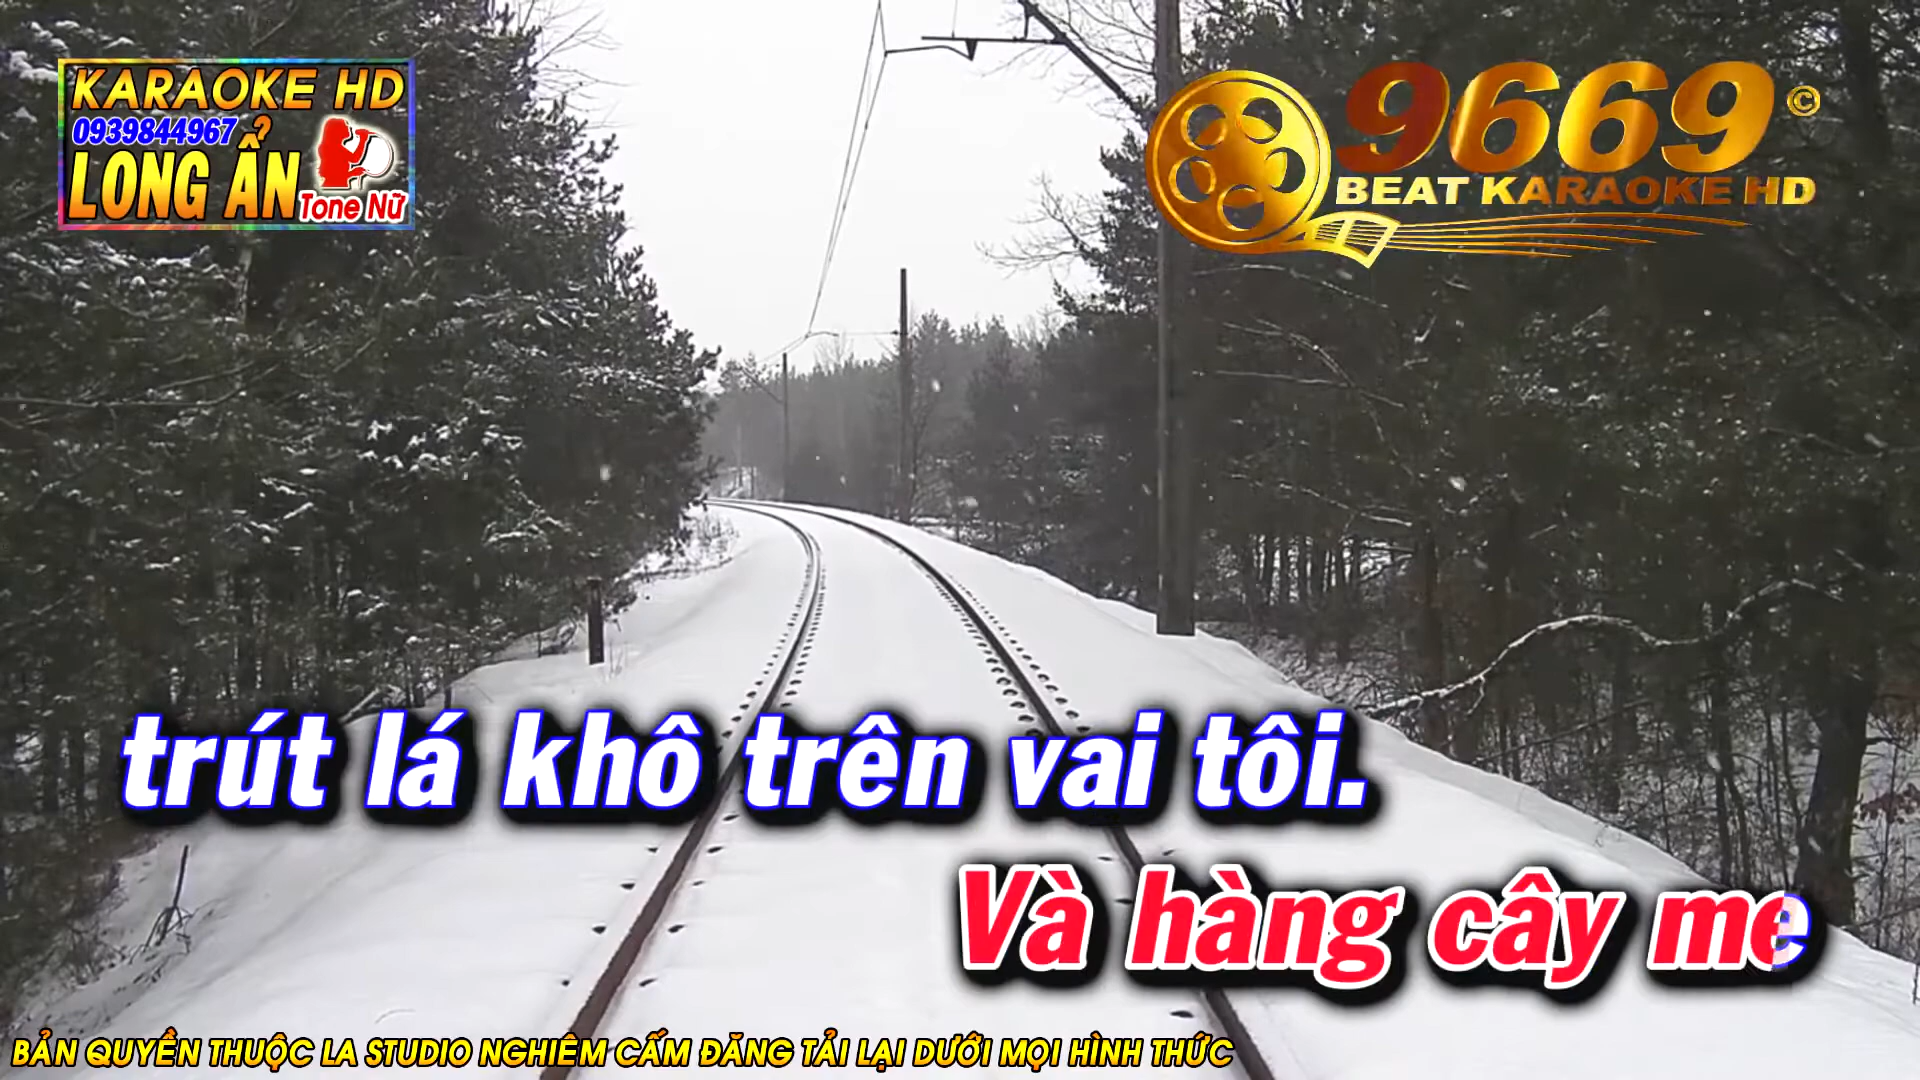 KARAOKE HD
0939844967
LONG ẨN
Tone Nữ
9669©
BEAT KARAOKE HD
trút lá khô trên vai tôi.
Và hàng cây me
BẢN QUYỀN THUỘC LA STUDIO NGHIÊM CẤM ĐĂNG TẢI LẠI DƯỚI MỌI HÌNH THỨC